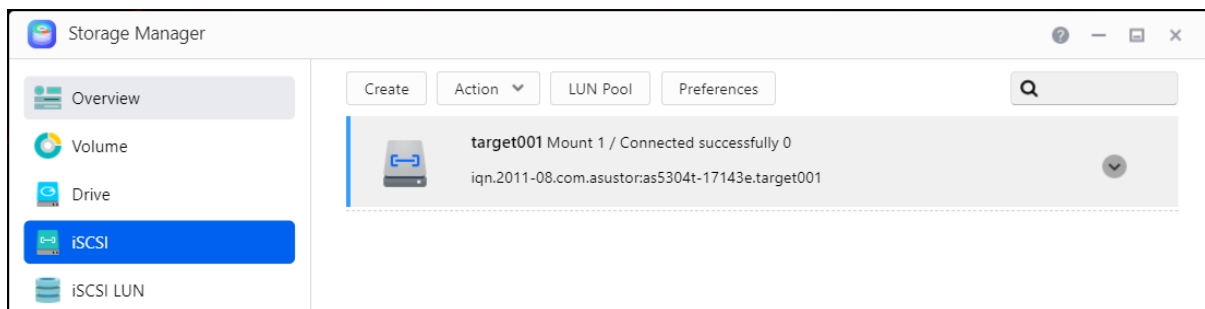 Storage Manager
Overview
Volume
Drive
iSCSI
iSCSI LUN
Create Action LUN Pool Preferences
target001 Mount 1 / Connected successfully 0
iqn.2011-08.com.asustor:as5304t-17143e.target001